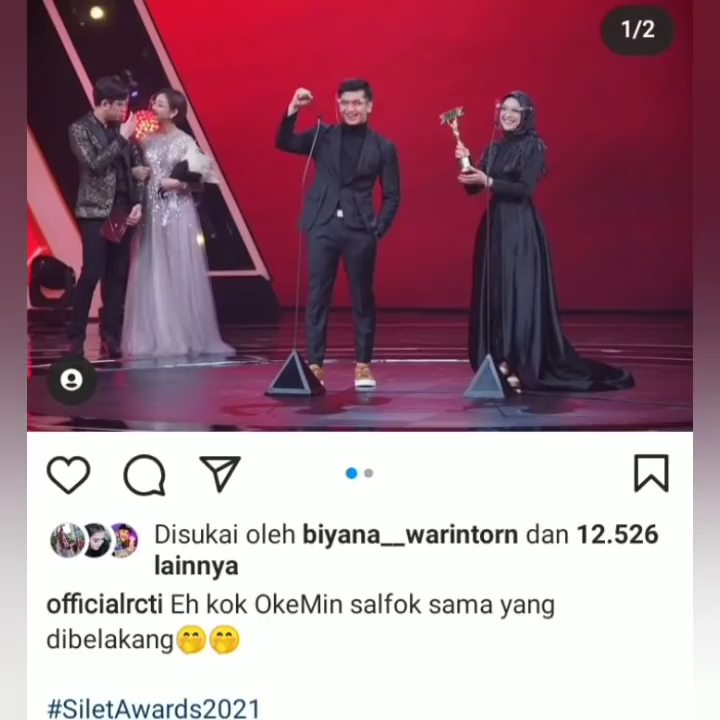 1/2
Disukai oleh biyana__warintorn dan 12.526
lainnya
officialrcti Eh kok OkeMin salfok sama yang
dibelakang🤭🤭
#SiletAwards2021